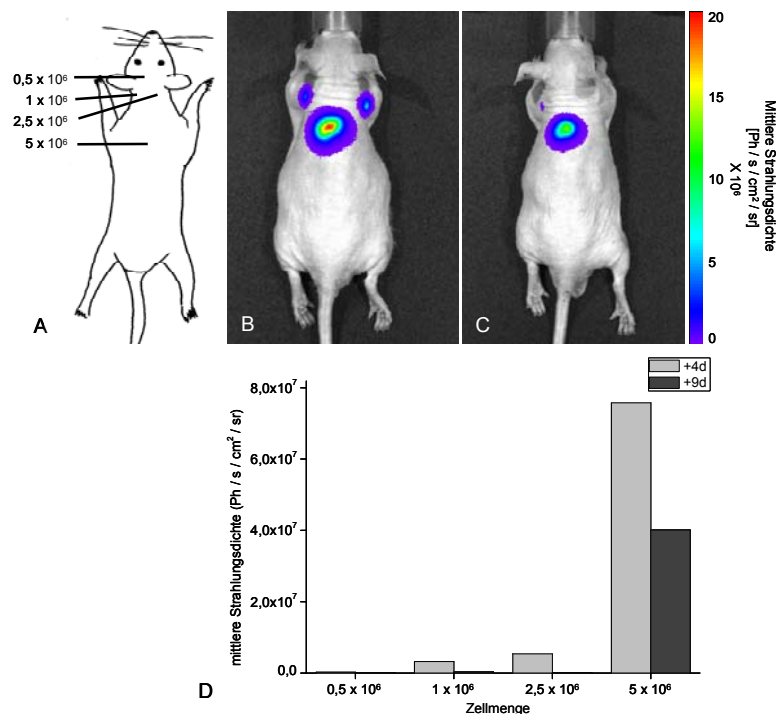 0,5 x 10⁶
1 x 10⁶
2,5 x 10⁶
5 x 10⁶
A
B
C
20
15
10
5
0
Mittlere Strahlungsdichte
[Ph / s / cm² / sr]
X 10⁶
+4d
+9d
8,0x10⁷
6,0x10⁷
4,0x10⁷
2,0x10⁷
0,0
mittlere Strahlungsdichte (Ph / s / cm² / sr)
0,5 x 10⁶
1 x 10⁶
2,5 x 10⁶
5 x 10⁶
Zellmenge
D